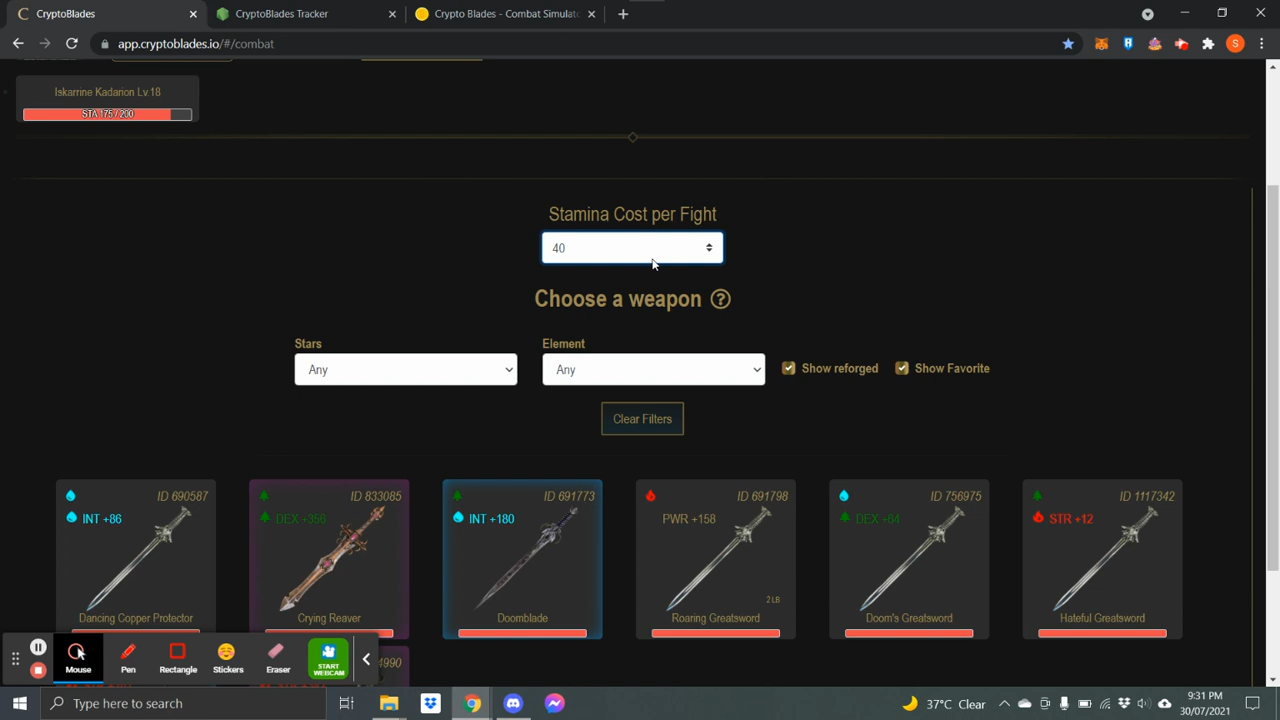 CryptoBlades
CryptoBlades Tracker
Crypto Blades - Combat Simulat
app.cryptoblades.io/#/combat
S
Iskarrine Kadarion Lv.18
STA 175 / 200
Stamina Cost per Fight
40
Choose a weapon ?
Stars
Element
Any
Any
Show reforged
Show Favorite
Clear Filters
ID 690587
INT +86
Dancing Copper Protector
ID 833085
DEX +356
Crying Reaver
ID 691773
INT +180
Doomblade
ID 691798
PWR +158
2 LB
Roaring Greatsword
ID 756975
DEX +64
Doom's Greatsword
ID 1117342
STR +12
Hateful Greatsword
4990
Mouse
Pen
Rectangle
Stickers
Eraser
START
WEBCAM
Type here to search
37°C Clear
9:31 PM
30/07/2021